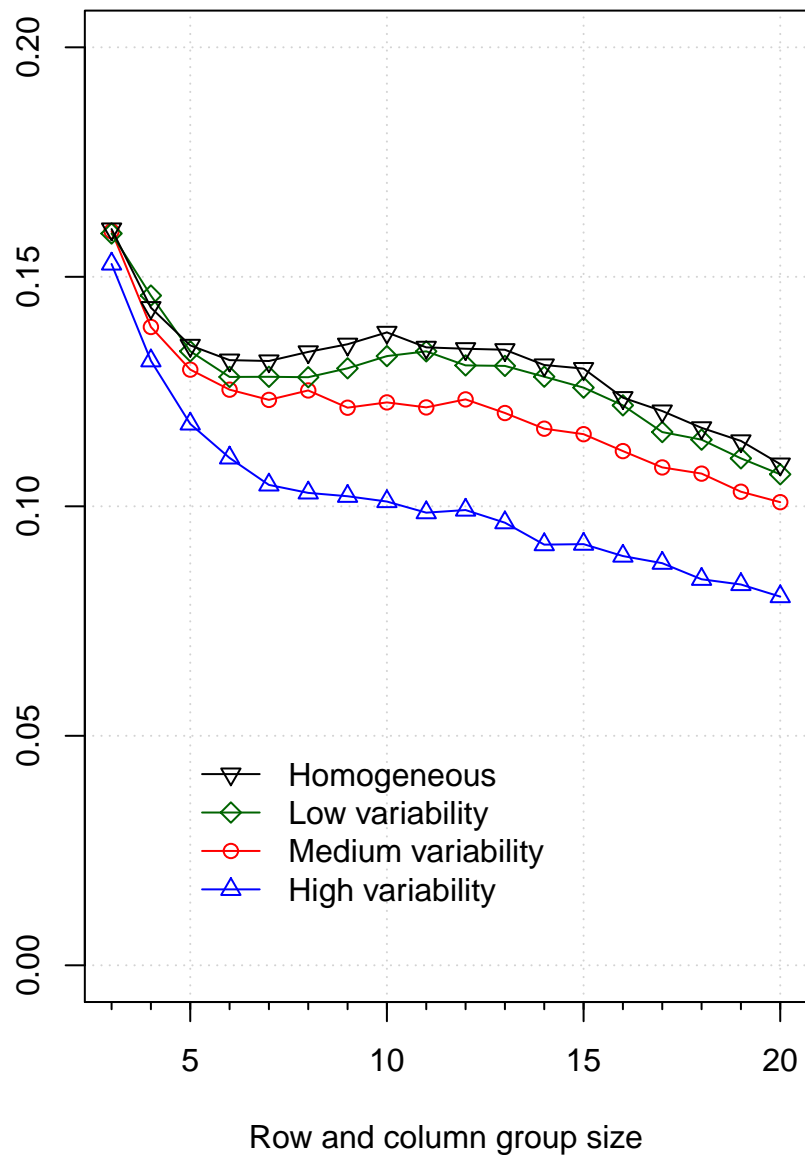 0.20
0.15
0.10
0.05
0.00
Homogeneous
Low variability
Medium variability
High variability
5 10 15 20
Row and column group size